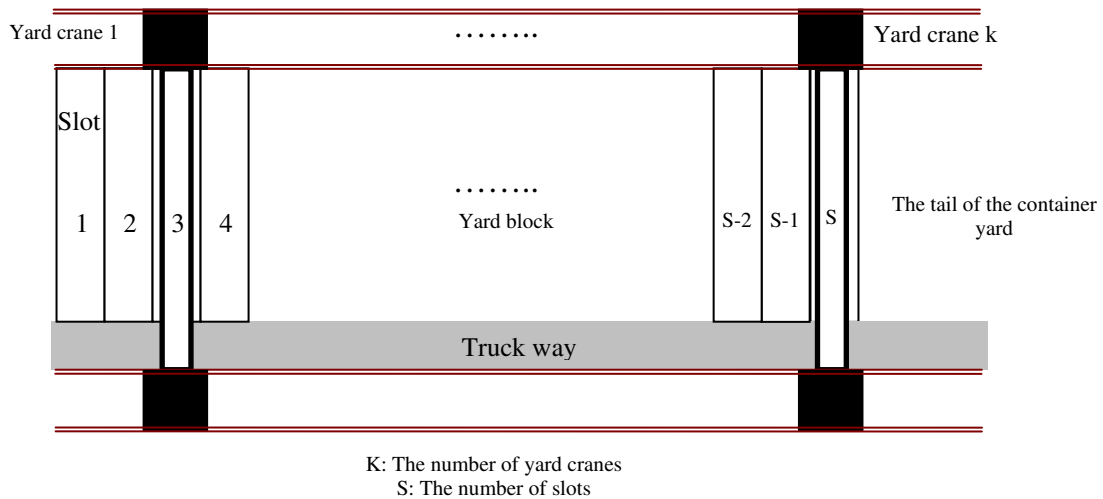 Yard crane 1
........
Yard crane k
Slot
1
2
3
4
........
Yard block
S-2
S-1
S
The tail of the container
yard
Truck way
K: The number of yard cranes
S: The number of slots